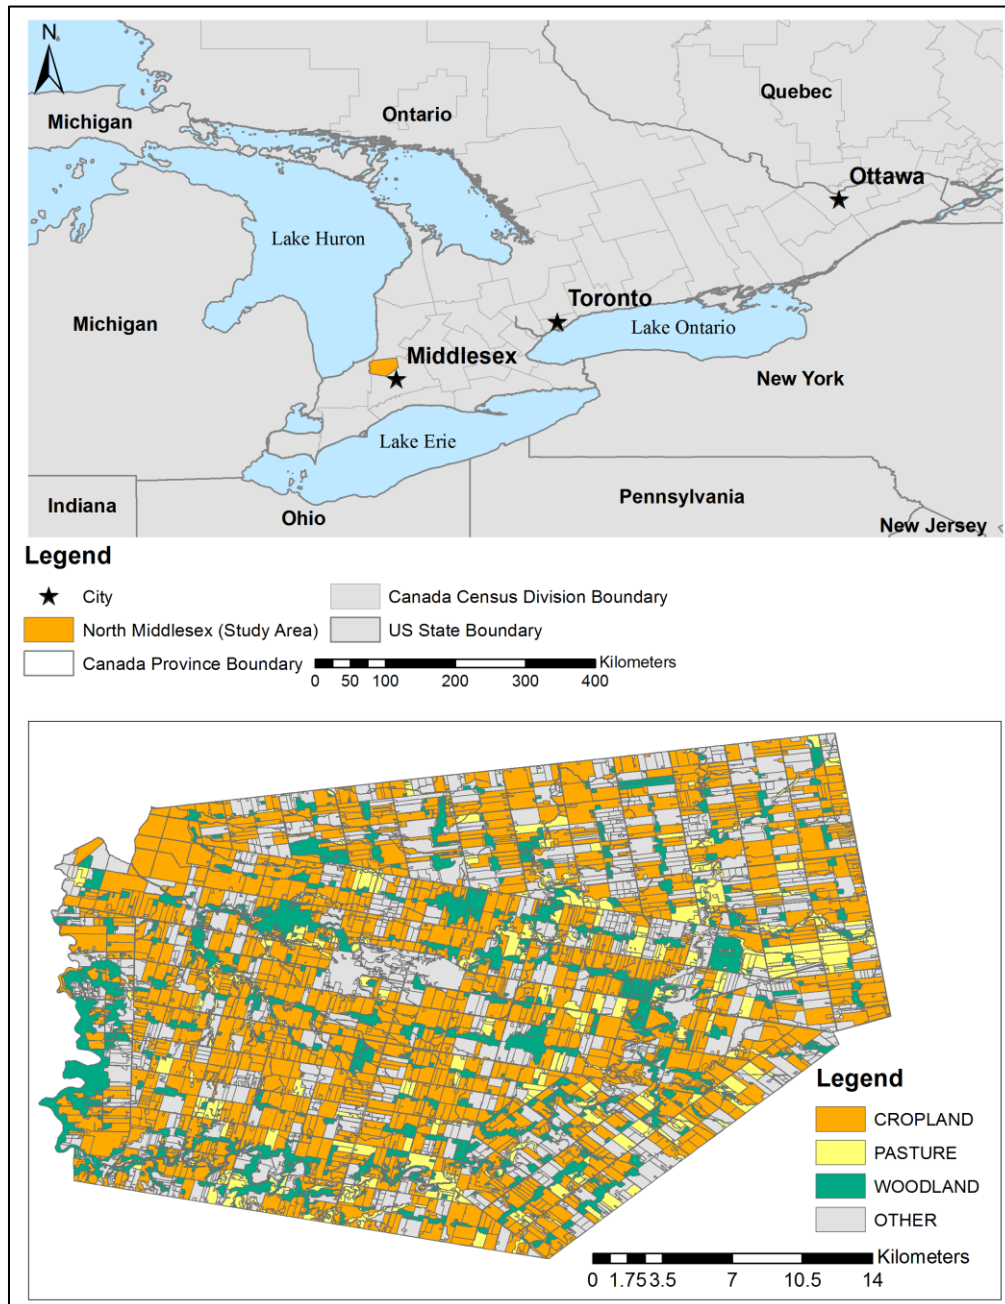 N
Michigan
Ontario
Quebec
Ottawa
Lake Huron
Toronto
Lake Ontario
Michigan
Middlesex
New York
Lake Erie
Indiana
Ohio
Pennsylvania
New Jersey
Legend
City
Canada Census Division Boundary
North Middlesex (Study Area)
US State Boundary
Canada Province Boundary
Kilometers
0 50 100 200 300 400
Legend
CROPLAND
PASTURE
WOODLAND
OTHER
Kilometers
0 1.75 3.5 7 10.5 14